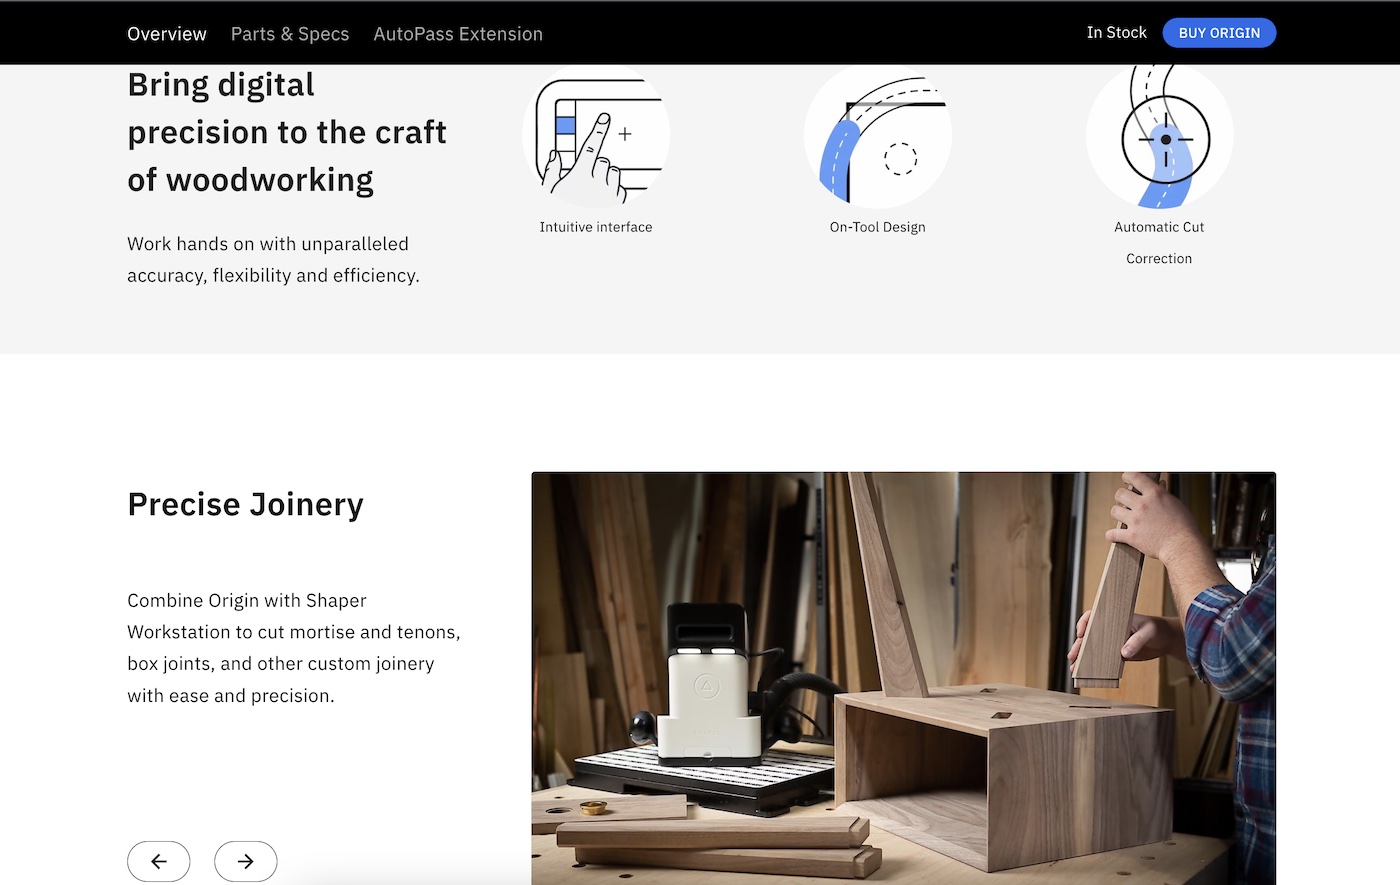 Overview Parts & Specs AutoPass Extension In Stock BUY ORIGIN
Bring digital
precision to the craft
of woodworking
Work hands on with unparalleled
accuracy, flexibility and efficiency.
Intuitive interface
On-Tool Design
Automatic Cut
Correction
Precise Joinery
Combine Origin with Shaper
Workstation to cut mortise and tenons,
box joints, and other custom joinery
with ease and precision.